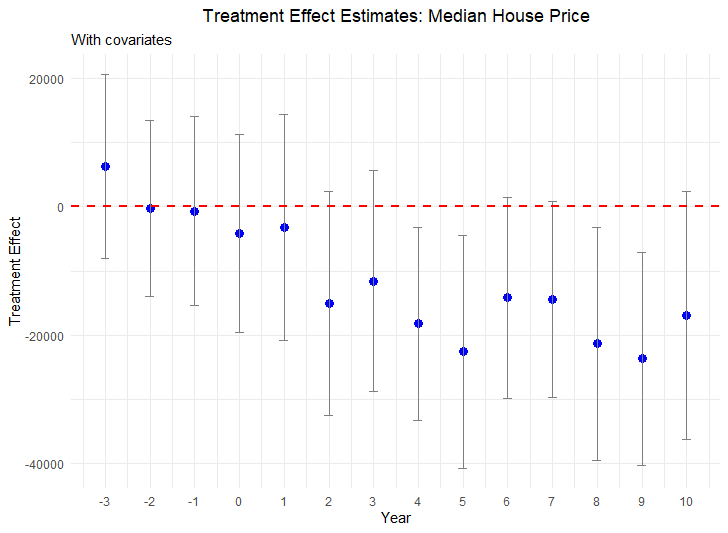 Treatment Effect Estimates: Median House Price
With covariates
20000
0
-20000
-40000
Treatment Effect
-3 -2 -1 0 1 2 3 4 5 6 7 8 9 10
Year